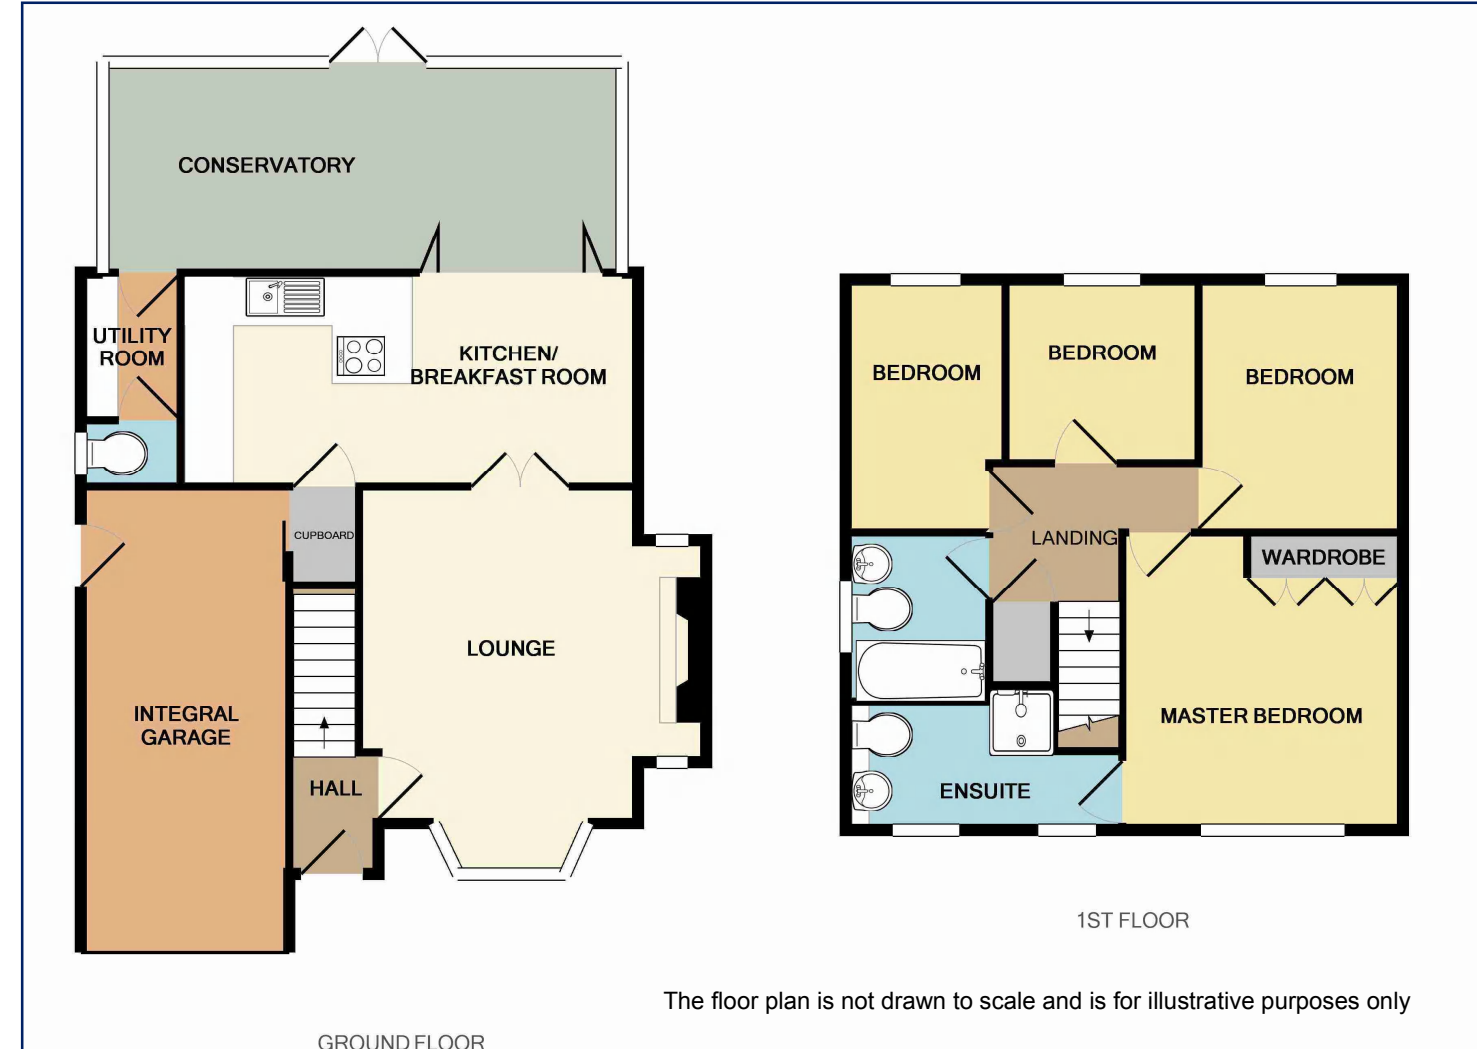 CONSERVATORY
UTILITY
ROOM
KITCHEN/
BREAKFAST ROOM
CUPBOARD
LOUNGE
INTEGRAL
GARAGE
HALL
GROUND FLOOR
BEDROOM
BEDROOM
BEDROOM
LANDING
WARDROBE
MASTER BEDROOM
ENSUITE
1ST FLOOR
The floor plan is not drawn to scale and is for illustrative purposes only